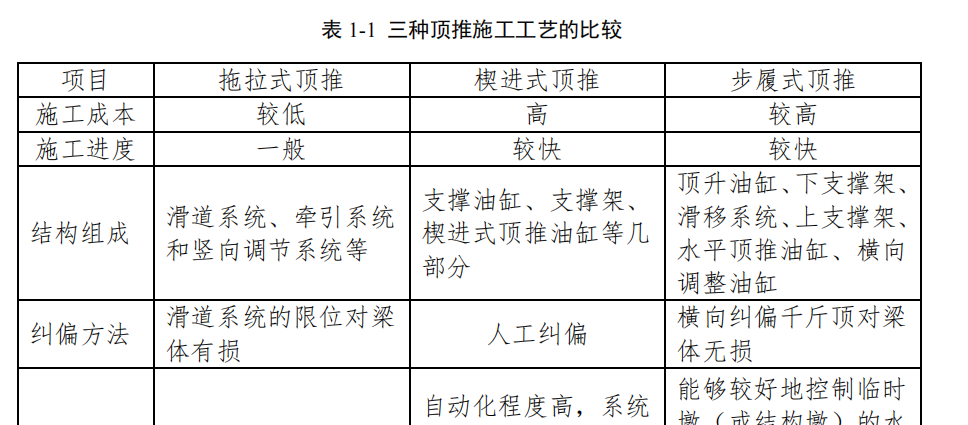 表 1-1 三种顶推施工工艺的比较
项目 拖拉式顶推 楔进式顶推 步履式顶推
施工成本 较低 高 较高
施工进度 一般 较快 较快
结构组成
滑道系统、牵引系统
和竖向调节系统等
支撑油缸、支撑架、
楔进式顶推油缸等几
部分
顶升油缸、下支撑架、
滑移系统、上支撑架、
水平顶推油缸、横向
调整油缸
纠偏方法
滑道系统的限位对梁
体有损
人工纠偏
横向纠偏千斤顶对梁
体无损
自动化程度高，系统
能够较好地控制临时
墩（或结构墩）的水